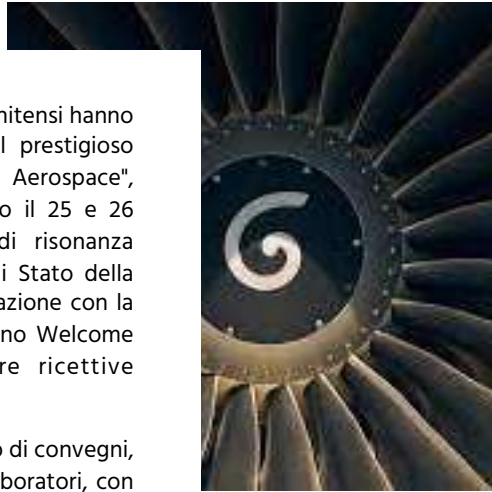 nitensi hanno
l prestigioso
Aerospace",
o il 25 e 26
di risonanza
i Stato della
azione con la
no Welcome
re ricettive
o di convegni,
boratori, con